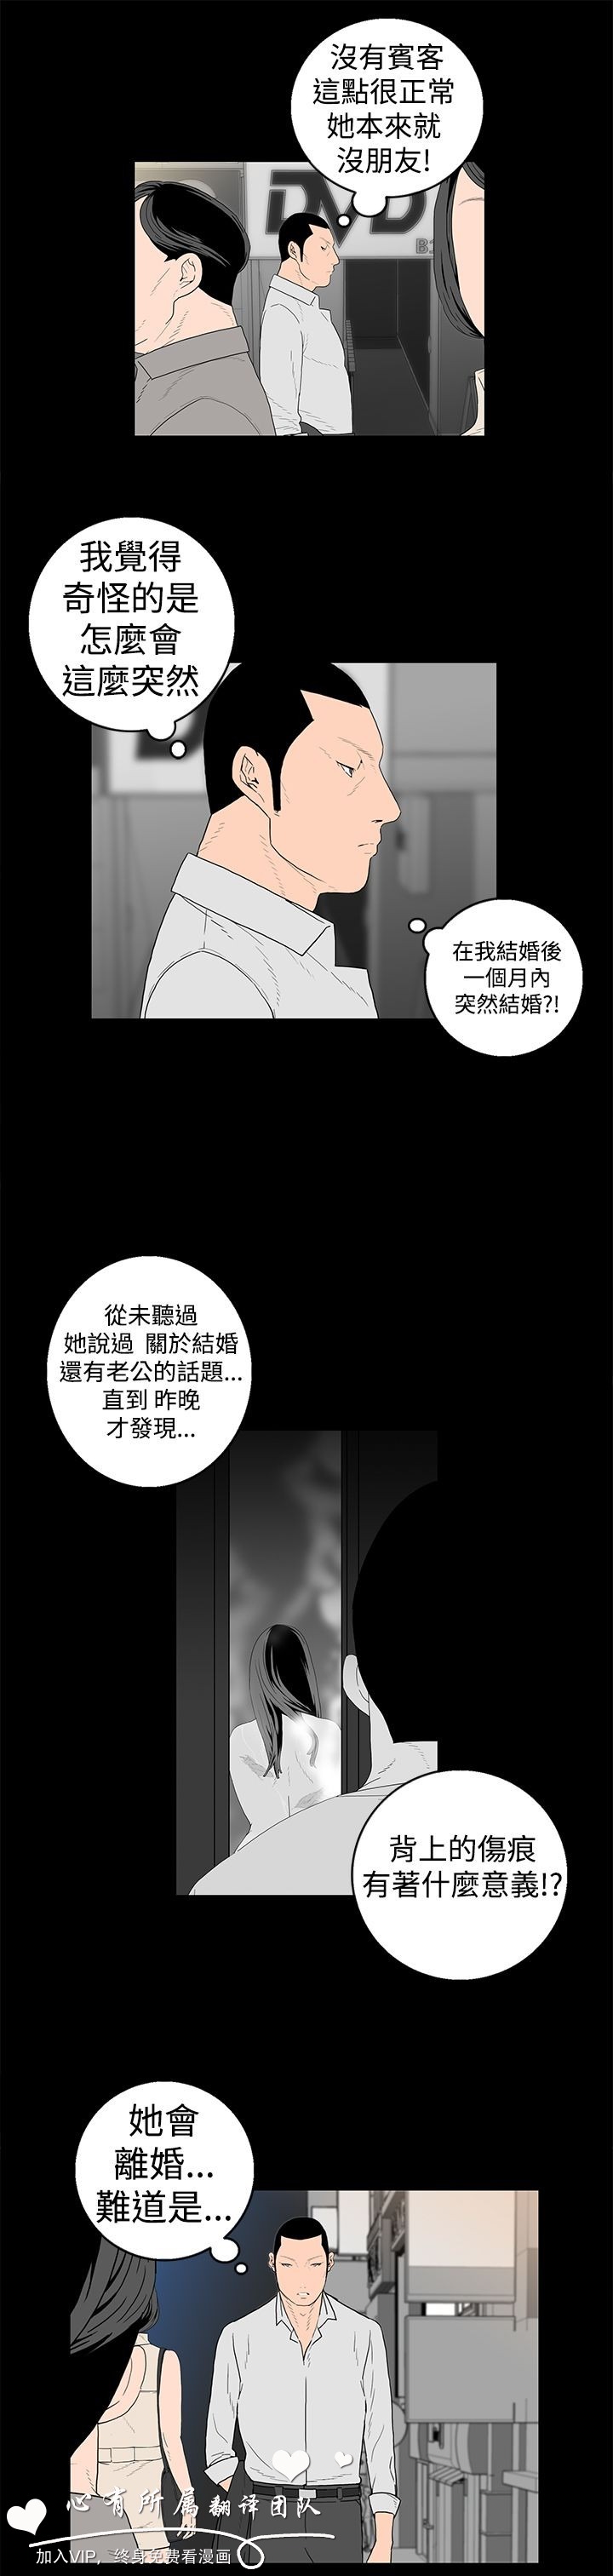 沒有賓客
這點很正常
她本來就
沒朋友!
DVD
B1
我覺得
奇怪的是
怎麼會
這麼突然
在我結婚後
一個月內
突然結婚?!
從未聽過
她說過 關於結婚
還有老公的話題...
直到 昨晚
才發現...
背上的傷痕
有著什麼意義!?
她會
離婚...
難道是...
心有所属翻译团队
加入VIP，终身免费看漫画